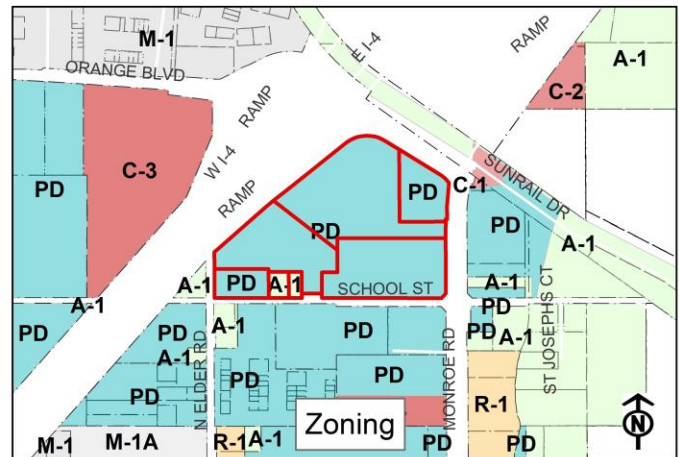 M-1
ORANGE BLVD
RAMP
E I-4
RAMP
A-1
C-2
C-3
W I-4
SUNRAIL DR
PD
RAMP
PD
C-1
PD
PD
A-1
A-1
PD
A-1
SCHOOL ST
A-1
A-1
PD
PD
A-1
PD
PD
A-1
A-1
N ELDER RD
PD
PD
MONROE RD
ST JOSEPHS CT
PD
R-1
Zoning
N
M-1
M-1A
R-1
A-1
PD
PD